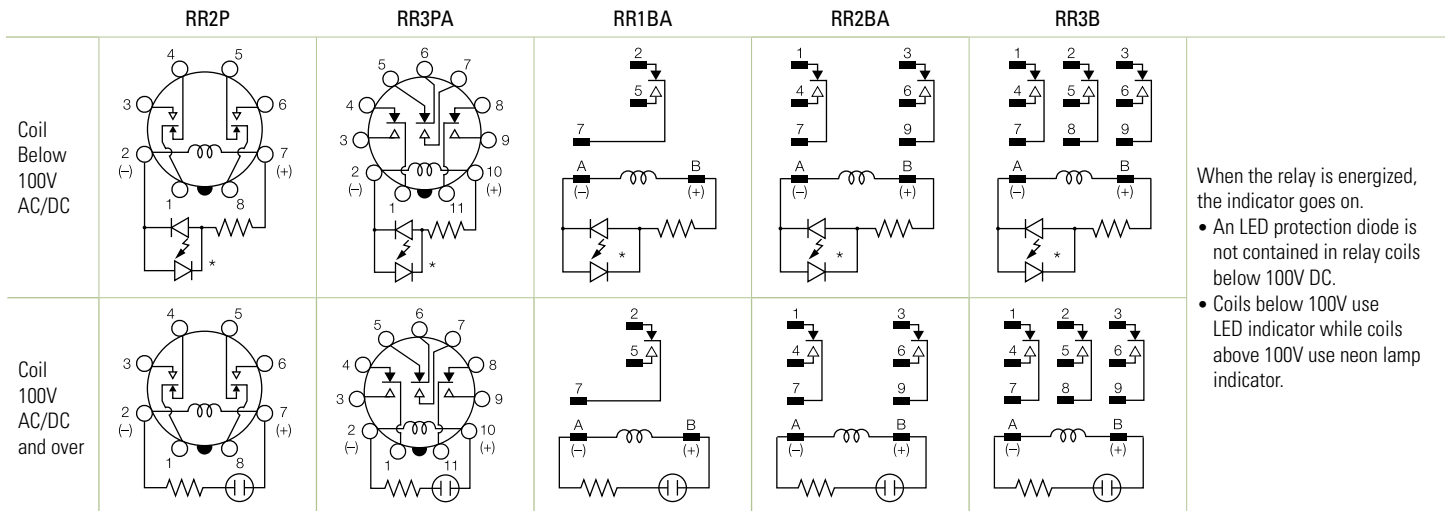 RR2P RR3PA RR1BA RR2BA RR3B
Coil
Below
100V
AC/DC
4 5
3 6
2 7
(−) (+)
1 8
*
6
5 7
4 8
3 9
2 10
(−) (+)
1 11
*
2
5
7
A B
(−) (+)
*
1 3
4 6
7 9
A B
(−) (+)
*
1 2 3
4 5 6
7 8 9
A B
(−) (+)
*
When the relay is energized,
the indicator goes on.
• An LED protection diode is
not contained in relay coils
below 100V DC.
• Coils below 100V use
LED indicator while coils
above 100V use neon lamp
indicator.
Coil
100V
AC/DC
and over
4 5
3 6
2 7
(−) (+)
1 8
6
5 7
4 8
3 9
2 10
(−) (+)
1 11
2
5
7
A B
(−) (+)
1 3
4 6
7 9
A B
(−) (+)
1 2 3
4 5 6
7 8 9
A B
(−) (+)